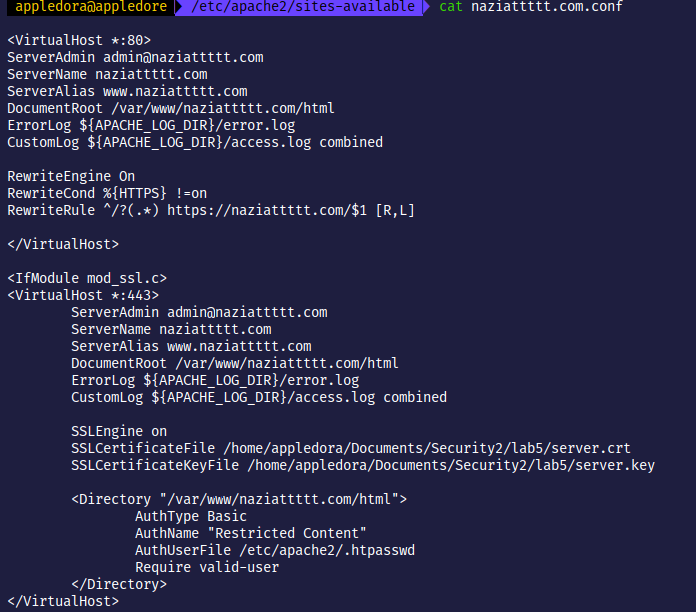 appledora@appledore /etc/apache2/sites-available cat naziattttt.com.conf
<VirtualHost *:80>
ServerAdmin admin@naziattttt.com
ServerName naziattttt.com
ServerAlias www.naziattttt.com
DocumentRoot /var/www/naziattttt.com/html
ErrorLog ${APACHE_LOG_DIR}/error.log
CustomLog ${APACHE_LOG_DIR}/access.log combined
RewriteEngine On
RewriteCond %{HTTPS} !=on
RewriteRule ^/?(.*) https://naziattttt.com/$1 [R,L]
</VirtualHost>
<IfModule mod_ssl.c>
<VirtualHost *:443>
ServerAdmin admin@naziattttt.com
ServerName naziattttt.com
ServerAlias www.naziattttt.com
DocumentRoot /var/www/naziattttt.com/html
ErrorLog ${APACHE_LOG_DIR}/error.log
CustomLog ${APACHE_LOG_DIR}/access.log combined
SSLEngine on
SSLCertificateFile /home/appledora/Documents/Security2/lab5/server.crt
SSLCertificateKeyFile /home/appledora/Documents/Security2/lab5/server.key
<Directory "/var/www/naziattttt.com/html">
AuthType Basic
AuthName "Restricted Content"
AuthUserFile /etc/apache2/.htpasswd
Require valid-user
</Directory>
</VirtualHost>